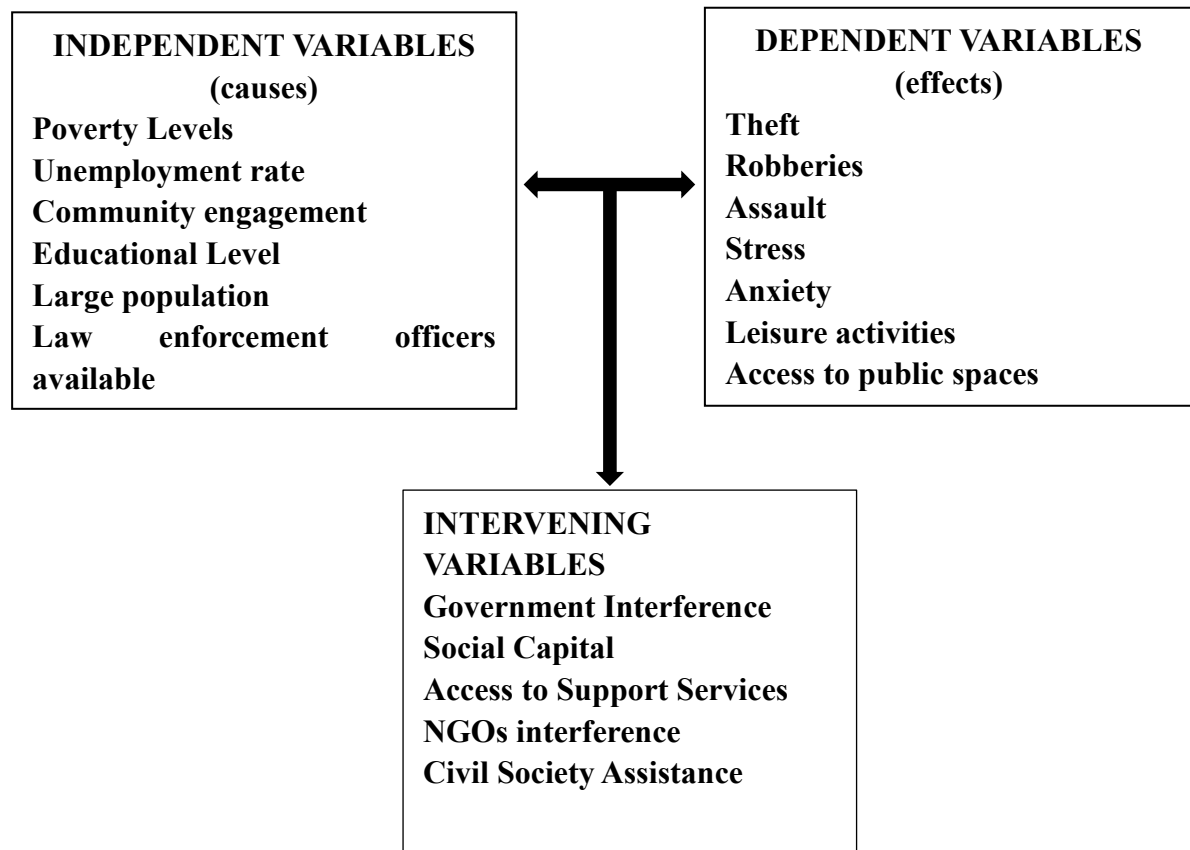 INDEPENDENT VARIABLES
(causes)
Poverty Levels
Unemployment rate
Community engagement
Educational Level
Large population
Law enforcement officers
available
DEPENDENT VARIABLES
(effects)
Theft
Robberies
Assault
Stress
Anxiety
Leisure activities
Access to public spaces
INTERVENING
VARIABLES
Government Interference
Social Capital
Access to Support Services
NGOs interference
Civil Society Assistance